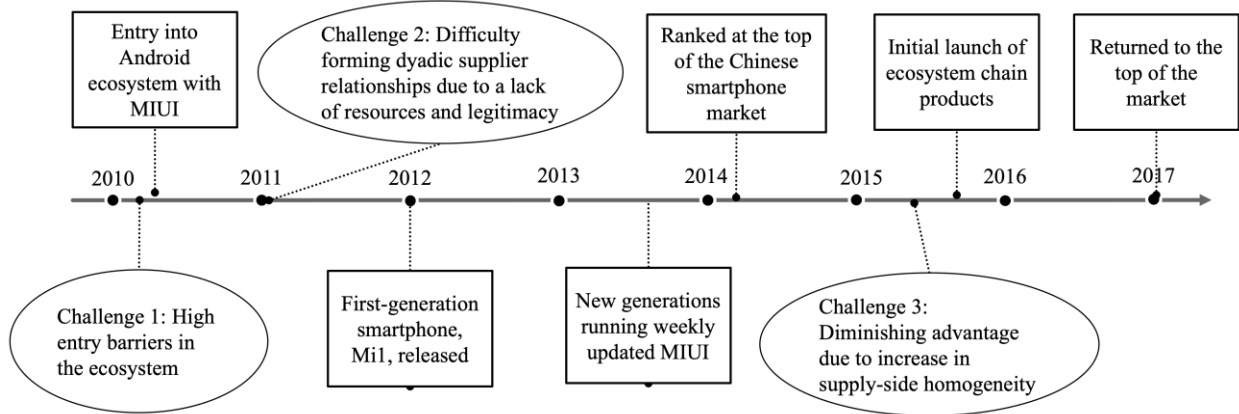 Entry into
Android
ecosystem with
MIUI
Challenge 2: Difficulty
forming dyadic supplier
relationships due to a lack
of resources and legitimacy
Ranked at the top
of the Chinese
smartphone
market
Initial launch of
ecosystem chain
products
Returned to the
top of the
market
2010
2011
2012
2013
2014
2015
2016
2017
Challenge 1: High
entry barriers in
the ecosystem
First-generation
smartphone,
Mi1, released
New generations
running weekly
updated MIUI
Challenge 3:
Diminishing advantage
due to increase in
supply-side homogeneity